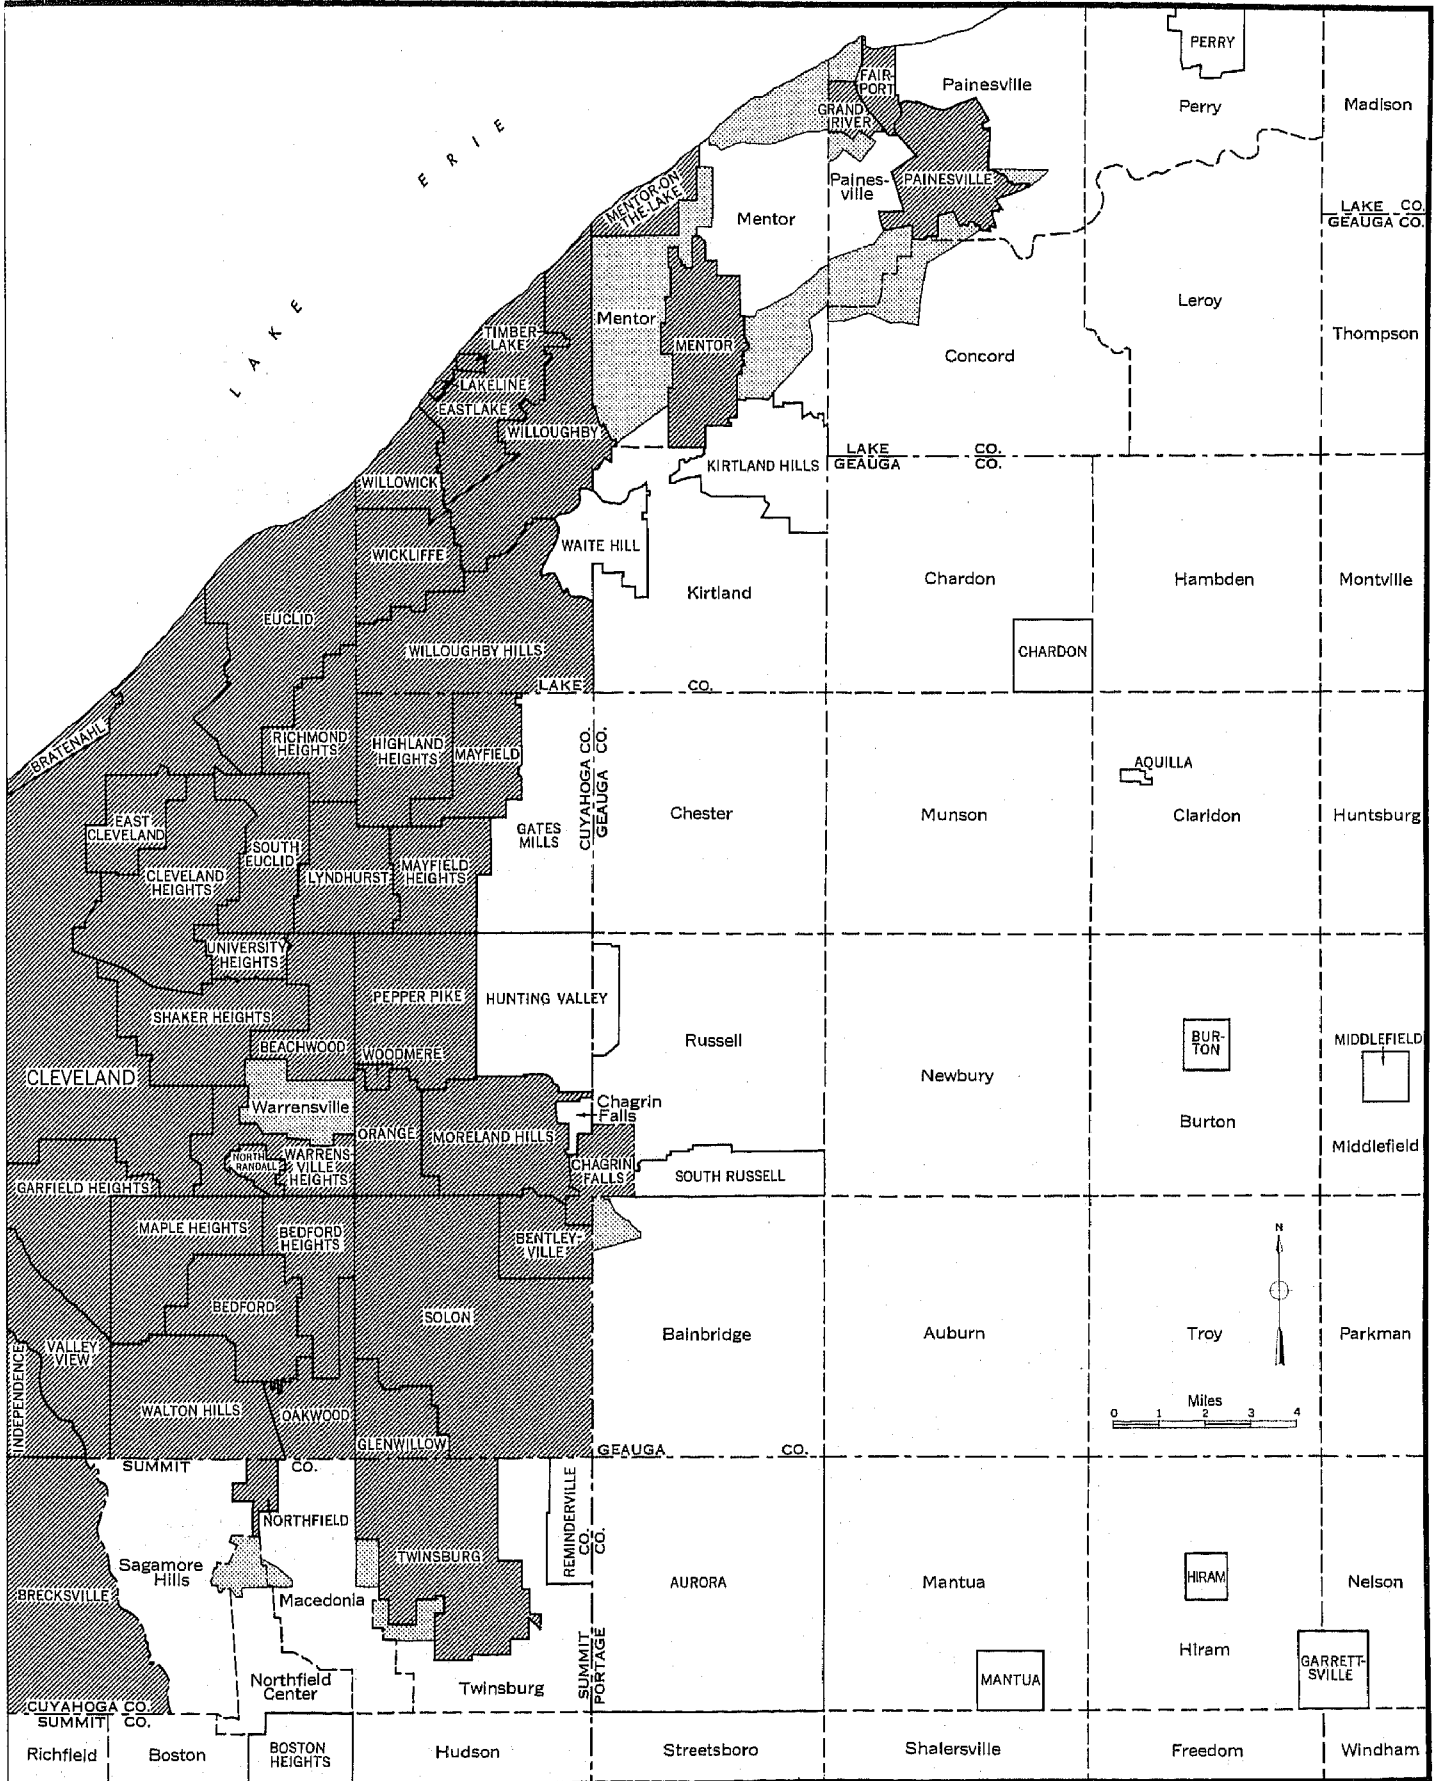 PERRY
FAIR-
PORT
Painesville
Perry
Madison
GRAND
RIVER
LAKE ERIE
Paines-
ville
PAINESVILLE
MENTOR-ON-
THE-LAKE
Mentor
LAKE CO.
GEAUGA CO.
Leroy
Mentor
TIMBER-
LAKE
MENTOR
Thompson
Concord
LAKELINE
EASTLAKE
WILLOUGHBY
LAKE CO.
GEAUGA CO.
KIRTLAND HILLS
WILLOWICK
WAITE HILL
WICKLIFFE
Chardon
Hambden
Montville
Kirtland
EUCLID
WILLOUGHBY HILLS
CHARDON
LAKE CO.
BRATENAHL
RICHMOND
HEIGHTS
HIGHLAND
HEIGHTS
MAYFIELD
CUYAHOGA CO.
GEAUGA CO.
AQUILLA
Chester
Munson
Claridon
Huntsburg
EAST
CLEVELAND
GATES
MILLS
SOUTH
EUCLID
CLEVELAND
HEIGHTS
LYNDHURST
MAYFIELD
HEIGHTS
UNIVERSITY
HEIGHTS
PEPPER PIKE
HUNTING VALLEY
SHAKER HEIGHTS
BEACHWOOD
WOODMERE
Russell
BUR-
TON
MIDDLEFIELD
CLEVELAND
Newbury
Warrensville
Chagrin
Falls
Burton
ORANGE
MORELAND HILLS
Middlefield
NORTH
RANDALL
WARRENS-
VILLE
HEIGHTS
CHAGRIN
FALLS
SOUTH RUSSELL
GARFIELD HEIGHTS
MAPLE HEIGHTS
BEDFORD
HEIGHTS
BENTLEY-
VILLE
N
BEDFORD
SOLON
Bainbridge
Auburn
Troy
Parkman
INDEPENDENCE
VALLEY
VIEW
Miles
0 1 2 3 4
WALTON HILLS
OAKWOOD
GLENWILLOW
GEAUGA CO.
SUMMIT CO.
NORTHFIELD
REMINDERVILLE
CO.
CO.
Sagamore
Hills
TWINSBURG
AURORA
Mantua
HIRAM
Nelson
BRECKSVILLE
Macedonia
Hiram
SUMMIT
PORTAGE
Northfield
Center
Twinsburg
MANTUA
GARRETT-
SVILLE
CUYAHOGA CO.
SUMMIT CO.
Richfield
Boston
BOSTON
HEIGHTS
Hudson
Streetsboro
Shalersville
Freedom
Windham